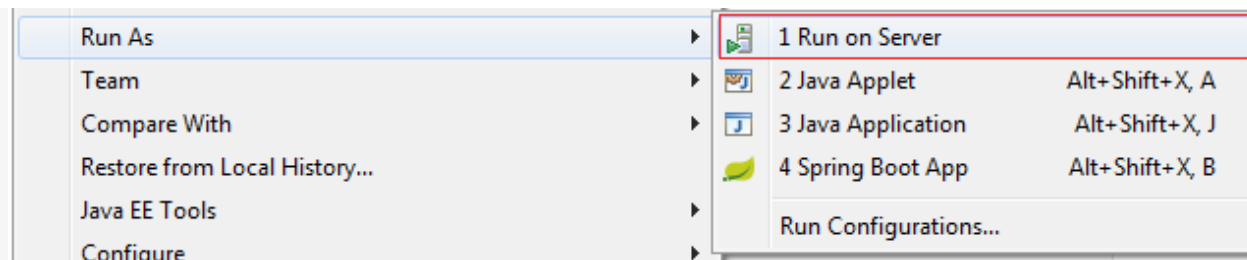 Run As
Team
Compare With
Restore from Local History...
Java EE Tools
Configure
1 Run on Server
2 Java Applet Alt+Shift+X, A
3 Java Application Alt+Shift+X, J
4 Spring Boot App Alt+Shift+X, B
Run Configurations...